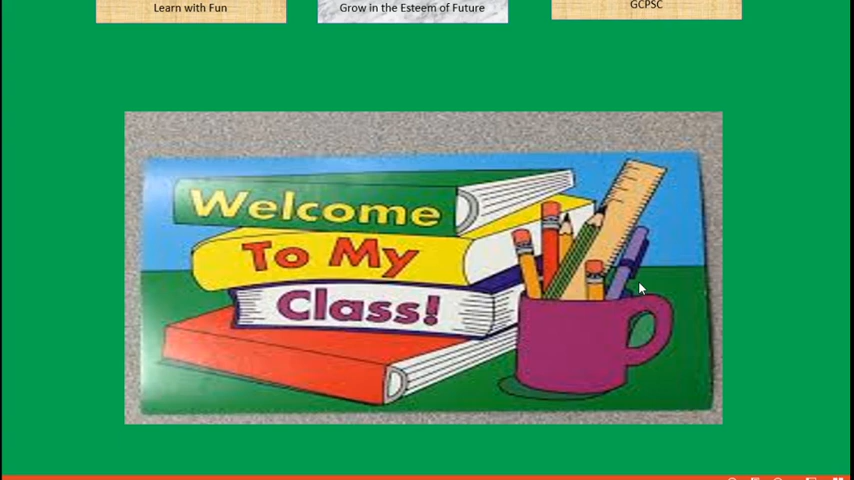 Learn with Fun
Grow in the Esteem of Future
GCPSC
Welcome
To My
Class!